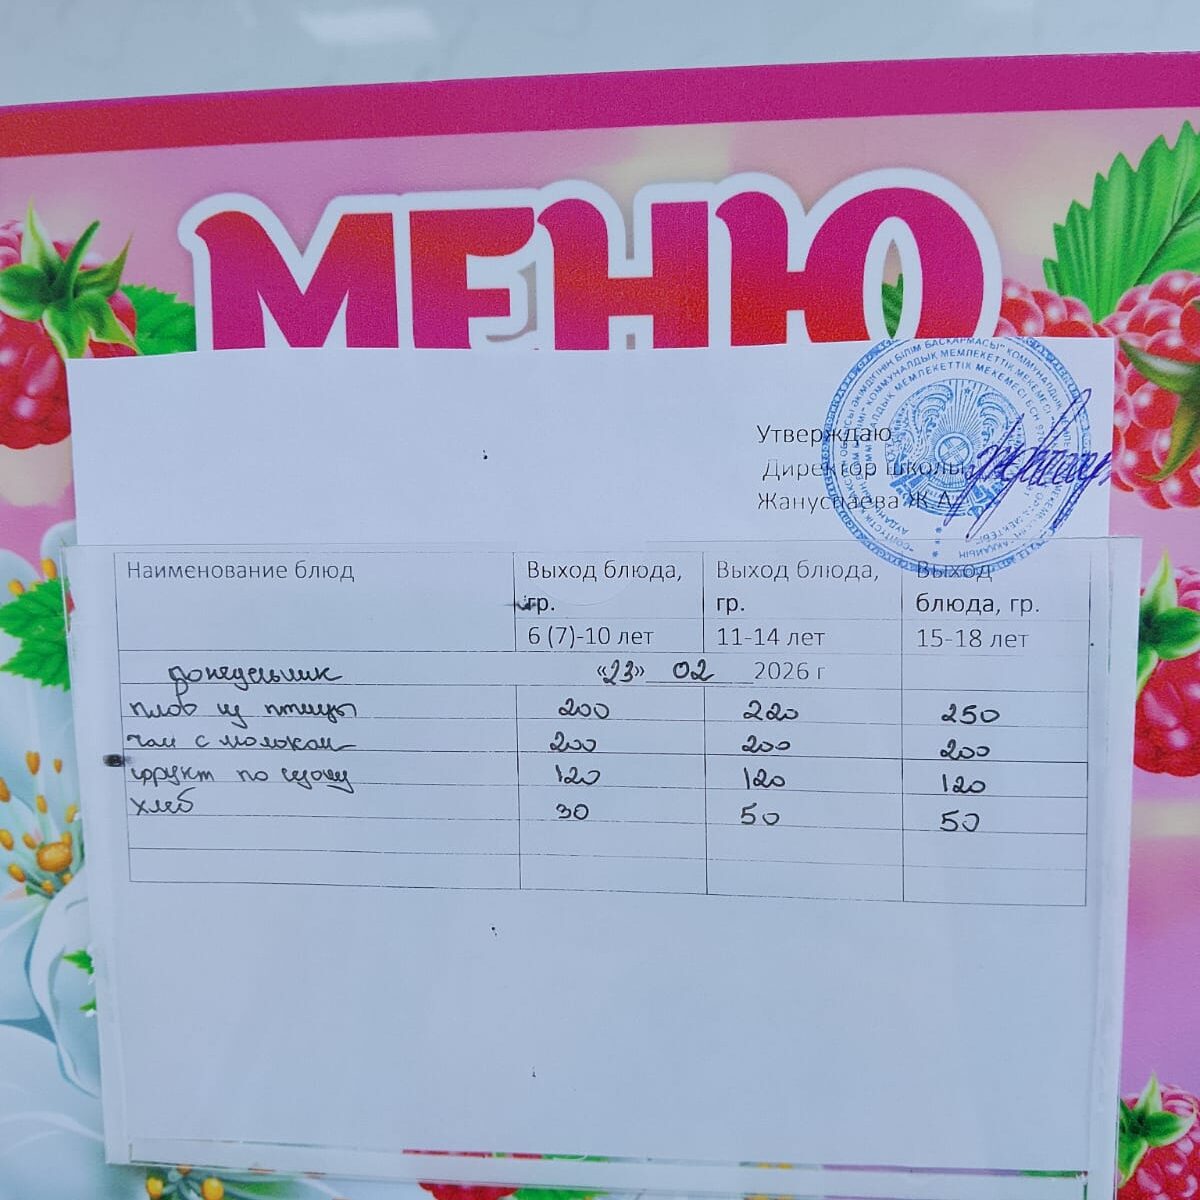 МЕНЮ
Утверждаю
Директор школы
Жануспаева Ж.А.
Наименование блюд Выход блюда, гр. 6 (7)-10 лет Выход блюда, гр. 11-14 лет Выход блюда, гр. 15-18 лет
понедельник «23» 02 2026 г
плов из птицы 200 220 250
чай с молоком 200 200 200
фрукт по сезону 120 120 120
хлеб 30 50 50